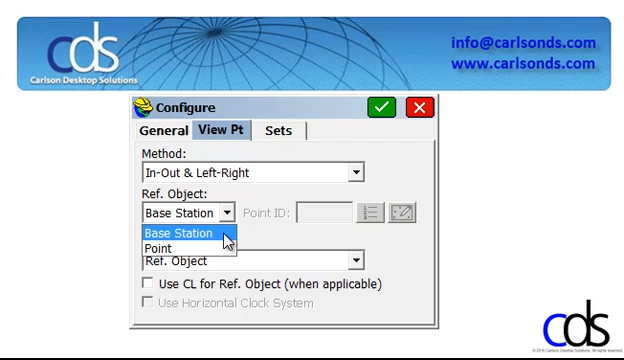 cds
Carlson Desktop Solutions
info@carlsonds.com
www.carlsonds.com
Configure
General
View Pt
Sets
Method:
In-Out & Left-Right
Ref. Object:
Base Station
Point ID:
Base Station
Point
Ref. Object
Use CL for Ref. Object (when applicable)
Use Horizontal Clock System
cds